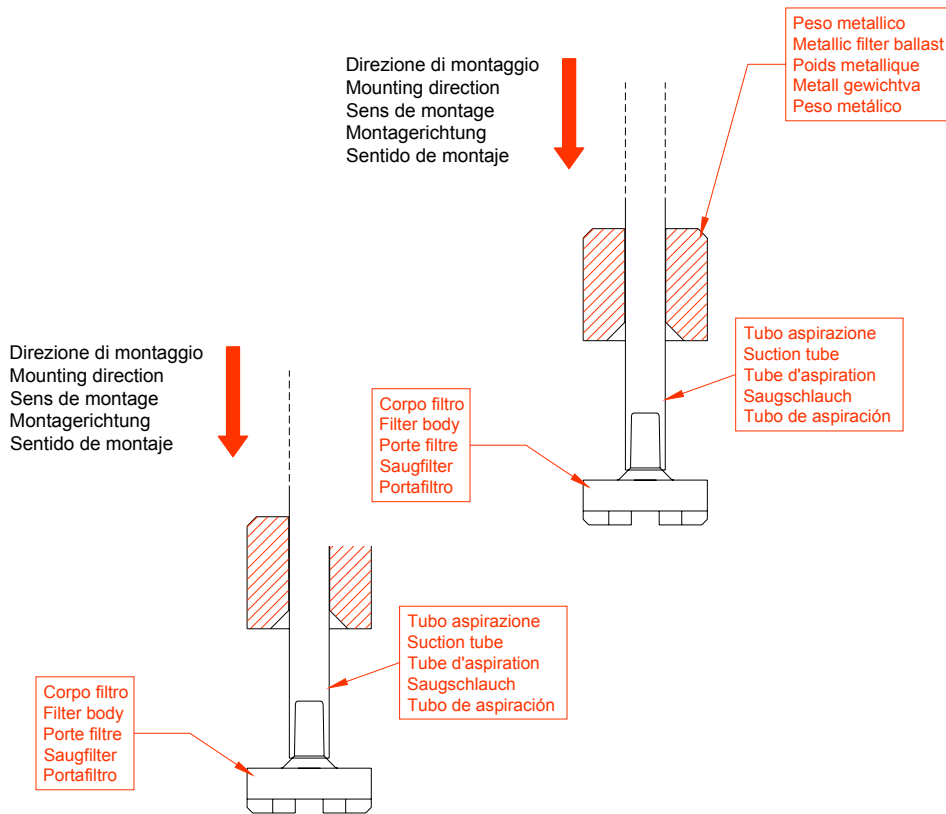 Peso metallico
Metallic filter ballast
Poids metallique
Metall gewichtva
Peso metálico
Direzione di montaggio
Mounting direction
Sens de montage
Montagerichtung
Sentido de montaje
Tubo aspirazione
Suction tube
Tube d'aspiration
Saugschlauch
Tubo de aspiración
Corpo filtro
Filter body
Porte filtre
Saugfilter
Portafiltro
Direzione di montaggio
Mounting direction
Sens de montage
Montagerichtung
Sentido de montaje
Tubo aspirazione
Suction tube
Tube d'aspiration
Saugschlauch
Tubo de aspiración
Corpo filtro
Filter body
Porte filtre
Saugfilter
Portafiltro